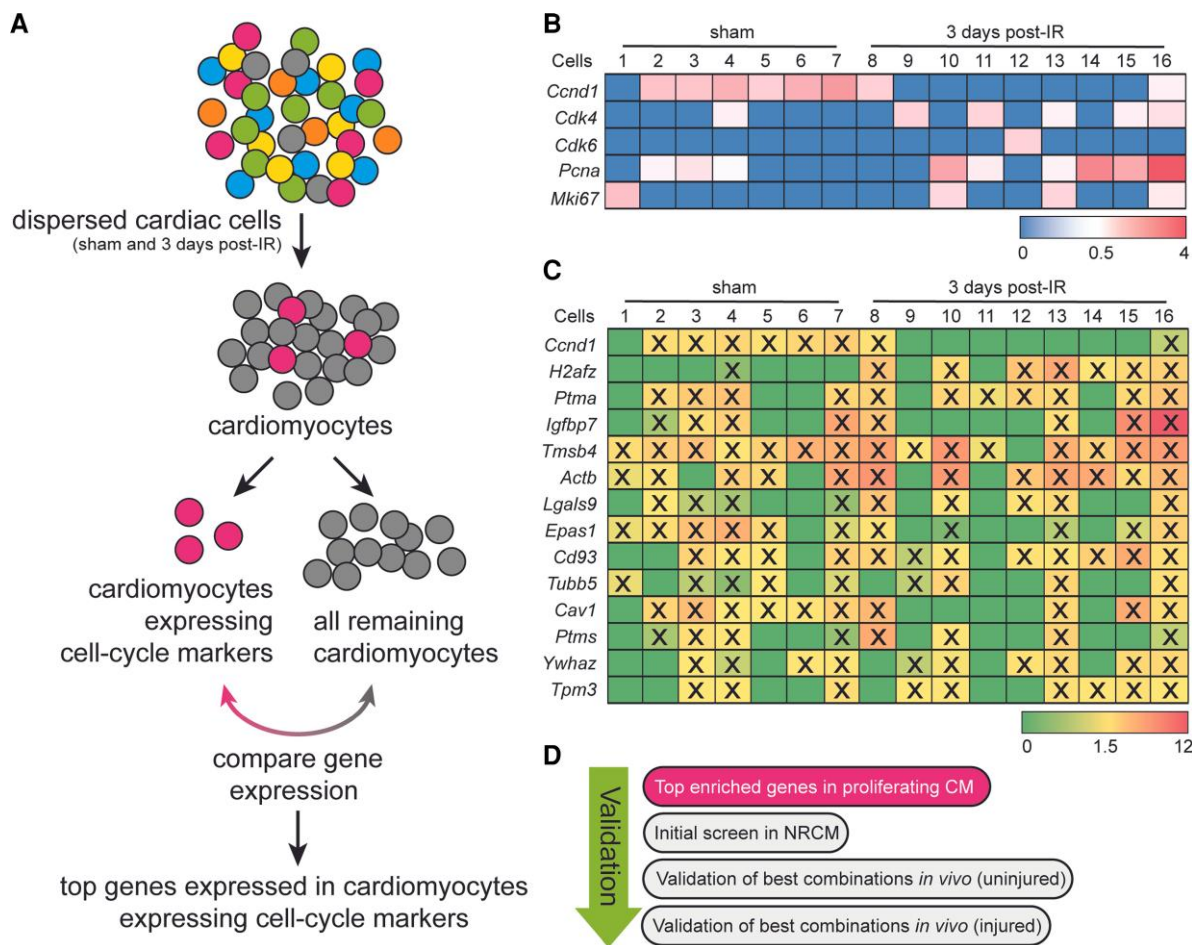 A
dispersed cardiac cells
(sham and 3 days post-IR)
cardiomyocytes
cardiomyocytes
expressing
cell-cycle markers
all remaining
cardiomyocytes
compare gene
expression
top genes expressed in cardiomyocytes
expressing cell-cycle markers
B
sham 3 days post-IR
Cells 1 2 3 4 5 6 7 8 9 10 11 12 13 14 15 16
Ccnd1
Cdk4
Cdk6
Pcna
Mki67
0 0.5 4
C
sham 3 days post-IR
Cells 1 2 3 4 5 6 7 8 9 10 11 12 13 14 15 16
Ccnd1 X X X X X X X X
H2afz X X X X X X X X
Ptma X X X X X X X X X X X
Igfbp7 X X X X X X X
Tmsb4 X X X X X X X X X X X X X X X
Actb X X X X X X X X X X X X
Lgals9 X X X X X X X X X
Epas1 X X X X X X X X X X X
Cd93 X X X X X X X X X X X
Tubb5 X X X X X X X X
Cav1 X X X X X X X X X X
Ptms X X X X X X X X
Ywhaz X X X X X X X X X X
Tpm3 X X X X X X X X X
0 1.5 12
D
Validation
Top enriched genes in proliferating CM
Initial screen in NRCM
Validation of best combinations in vivo (uninjured)
Validation of best combinations in vivo (injured)